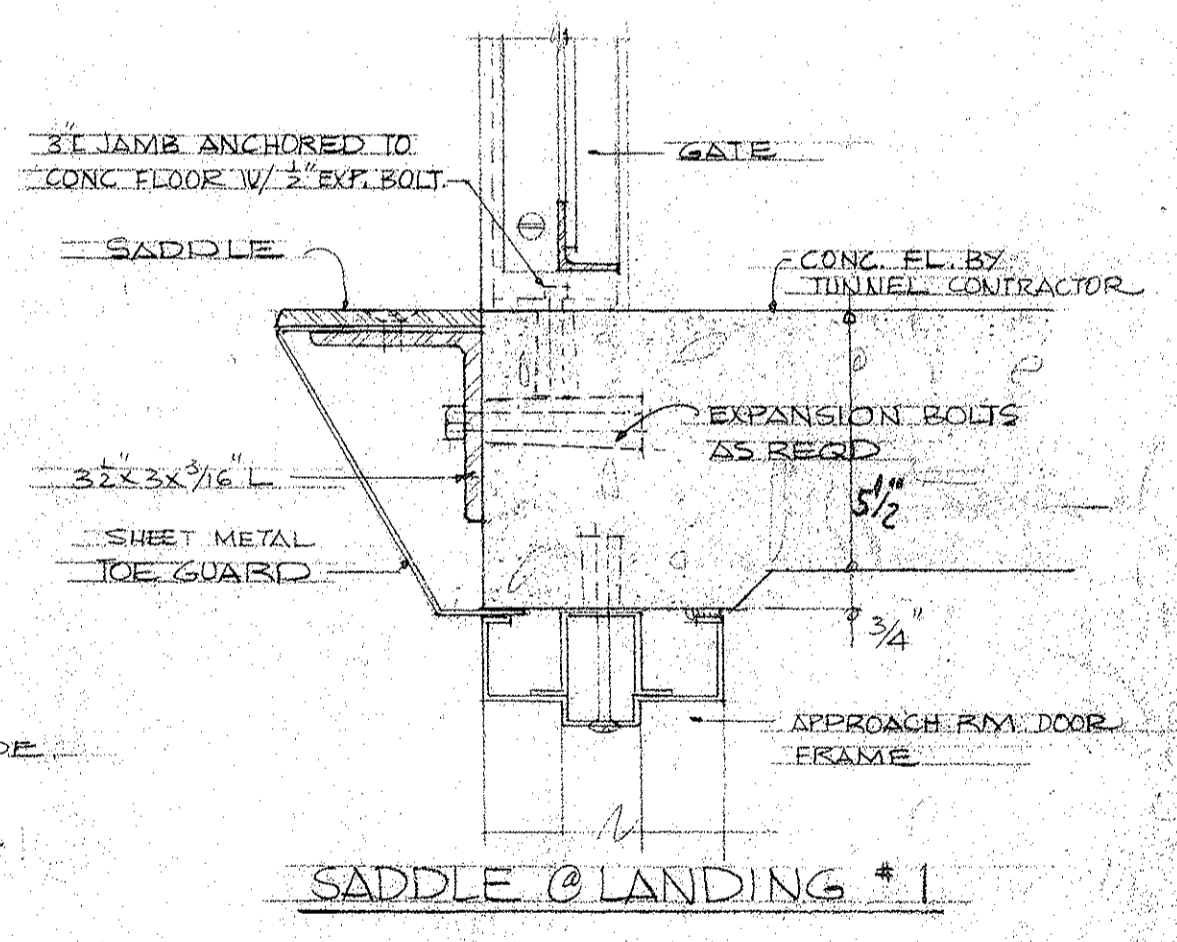 3" [ JAMB ANCHORED TO
CONC FLOOR W/ 1/2" EXP. BOLT.
GATE
SADDLE
CONC. FL. BY
TUNNEL CONTRACTOR
EXPANSION BOLTS
AS REQD
3 1/2" x 3 x 3/16" L
5 1/2"
SHEET METAL
TOE GUARD
3/4"
APPROACH RM. DOOR
FRAME
SADDLE @ LANDING # 1